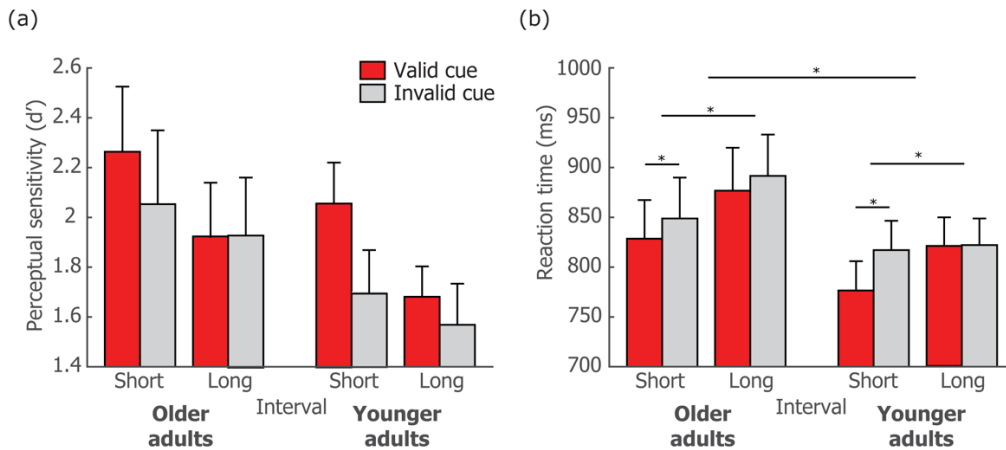 (a)
Perceptual sensitivity (d′)
2.6
2.4
2.2
2
1.8
1.6
1.4
Valid cue
Invalid cue
Short Long Short Long
Interval
Older
adults
Younger
adults
(b)
Reaction time (ms)
1000
950
900
850
800
750
700
*
*
*
*
*
Short Long Short Long
Interval
Older
adults
Younger
adults